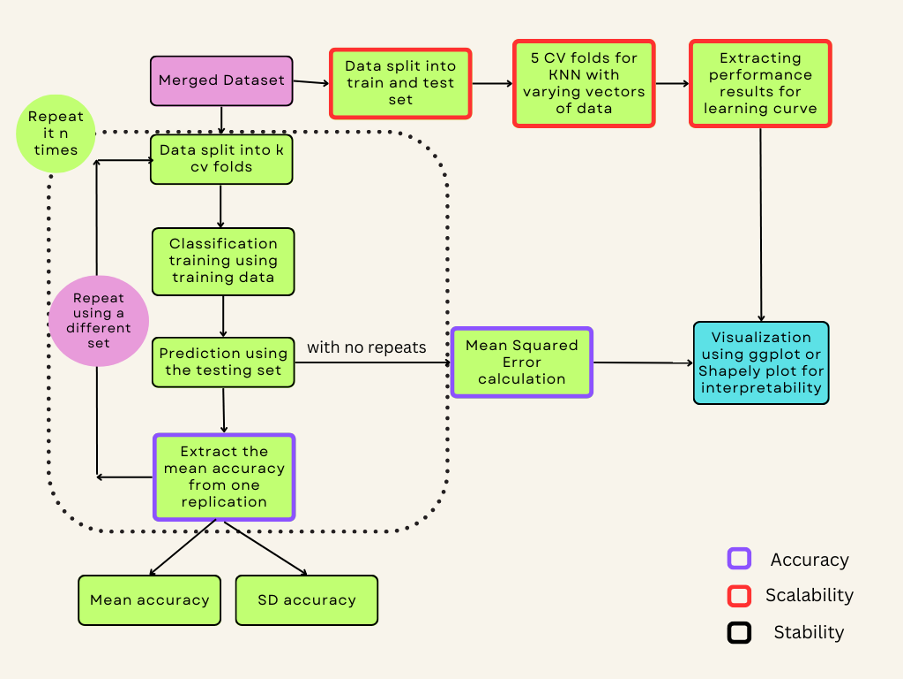 Merged Dataset
Data split into
train and test
set
5 CV folds for
KNN with
varying vectors
of data
Extracting
performance
results for
learning curve
Repeat
it n
times
Data split into k
cv folds
Classification
training using
training data
Repeat
using a
different
set
Prediction using
the testing set
with no repeats
Mean Squared
Error
calculation
Visualization
using ggplot or
Shapely plot for
interpretability
Extract the
mean accuracy
from one
replication
Mean accuracy
SD accuracy
Accuracy
Scalability
Stability